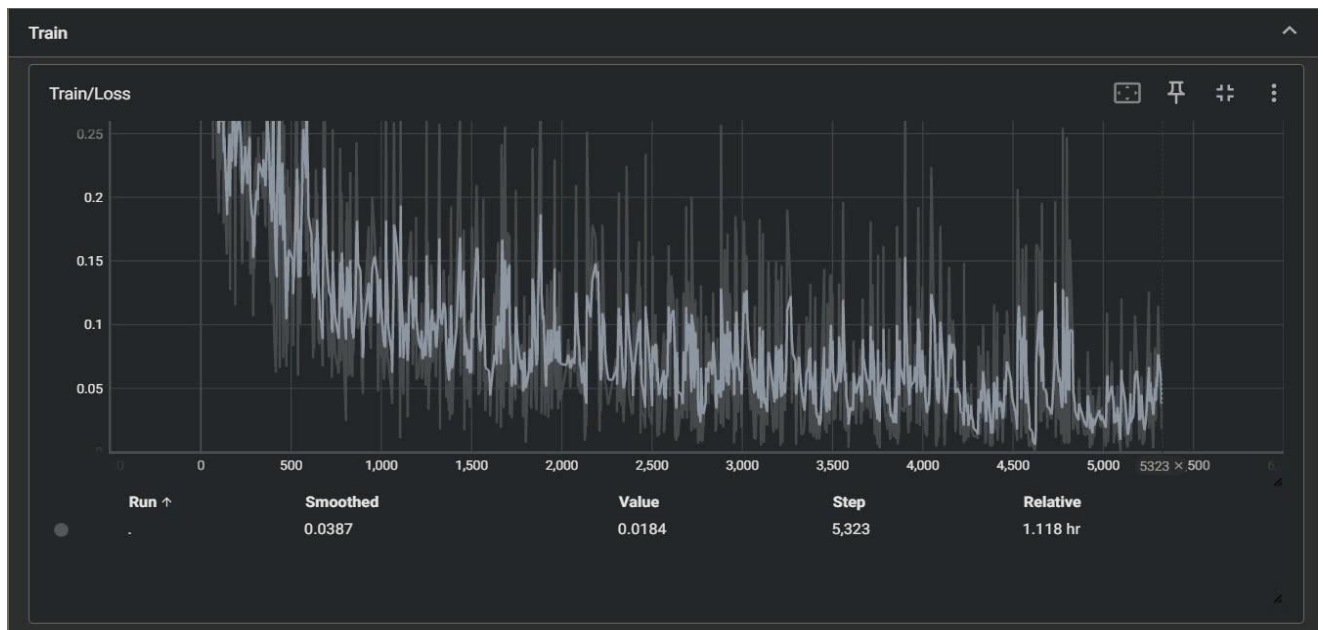 Train
Train/Loss
0.25
0.2
0.15
0.1
0.05
0 500 1,000 1,500 2,000 2,500 3,000 3,500 4,000 4,500 5,000 5323 × 500
Run ↑ Smoothed Value Step Relative
. 0.0387 0.0184 5,323 1.118 hr